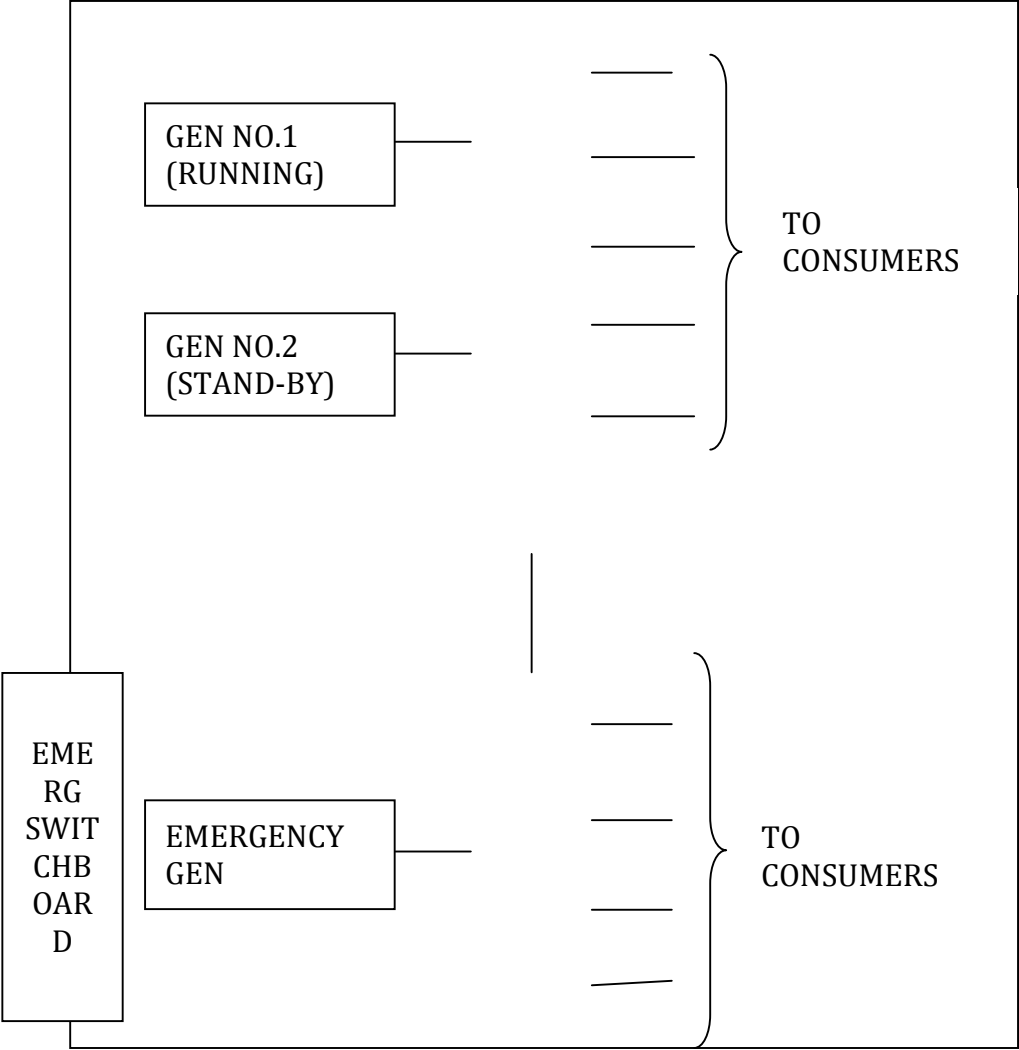 GEN NO.1
(RUNNING)
TO
CONSUMERS
GEN NO.2
(STAND-BY)
EME
RG
SWIT
CHB
OAR
D
EMERGENCY
GEN
TO
CONSUMERS